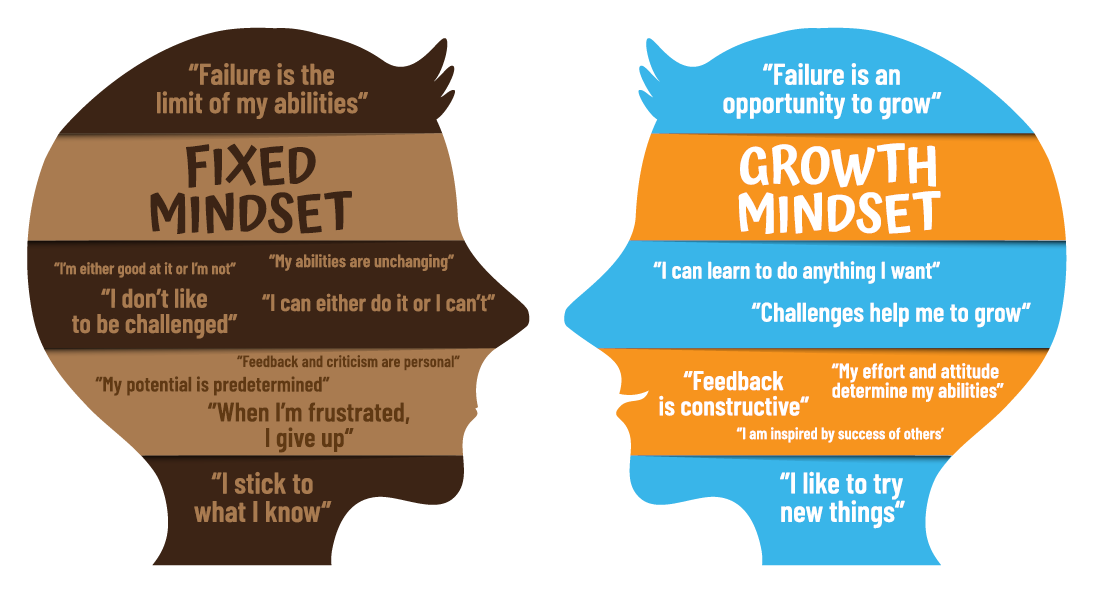 “Failure is the
limit of my abilities“
FIXED
MINDSET
“I’m either good at it or I’m not“
“My abilities are unchanging“
“I don’t like
to be challenged“
“I can either do it or I can’t“
“Feedback and criticism are personal“
“My potential is predetermined“
“When I’m frustrated,
I give up“
“I stick to
what I know“
“Failure is an
opportunity to grow“
GROWTH
MINDSET
“I can learn to do anything I want“
“Challenges help me to grow“
“Feedback
is constructive“
“My effort and attitude
determine my abilities“
“I am inspired by success of others’
“I like to try
new things“